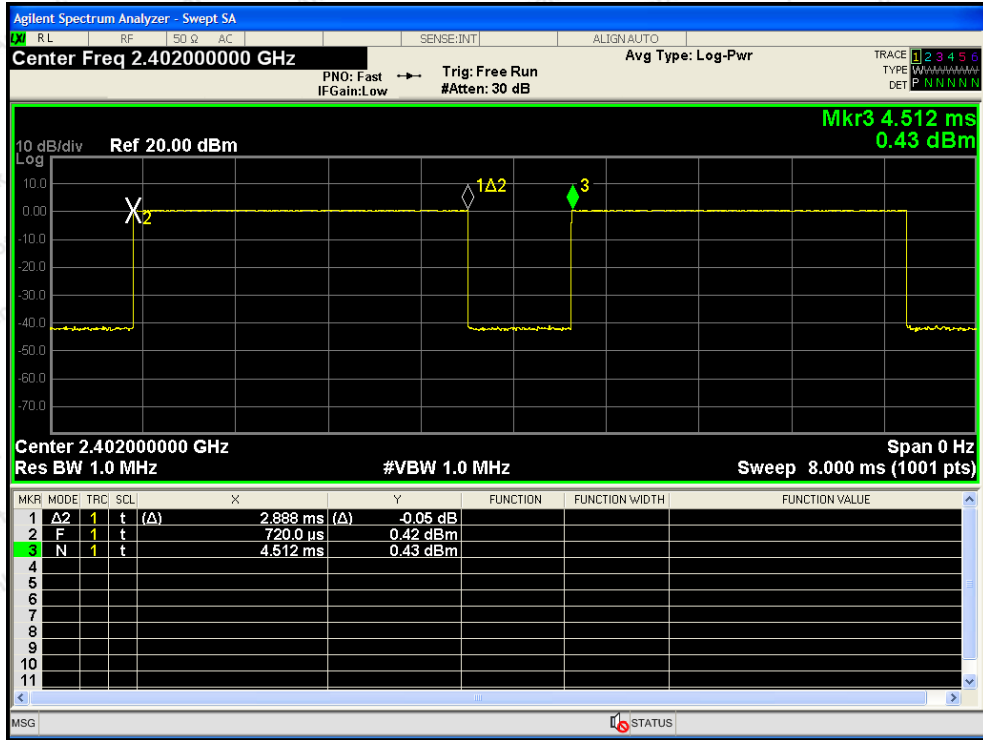 Agilent Spectrum Analyzer - Swept SA
LXI RL RF 50 Ω AC SENSE:INT ALIGN AUTO
Center Freq 2.402000000 GHz
PNO: Fast
IFGain:Low
Trig: Free Run
#Atten: 30 dB
Avg Type: Log-Pwr
TRACE 1 2 3 4 5 6
TYPE WWWWWW
DET P N N N N N
Mkr3 4.512 ms
0.43 dBm
10 dB/div Ref 20.00 dBm
Log
10.0
0.00
-10.0
-20.0
-30.0
-40.0
-50.0
-60.0
-70.0
2
1Δ2
3
Center 2.402000000 GHz Span 0 Hz
Res BW 1.0 MHz #VBW 1.0 MHz Sweep 8.000 ms (1001 pts)
MKR MODE TRC SCL X Y FUNCTION FUNCTION WIDTH FUNCTION VALUE
1 Δ2 1 t (Δ) 2.888 ms (Δ) -0.05 dB
2 F 1 t 720.0 µs 0.42 dBm
3 N 1 t 4.512 ms 0.43 dBm
4
5
6
7
8
9
10
11
MSG STATUS